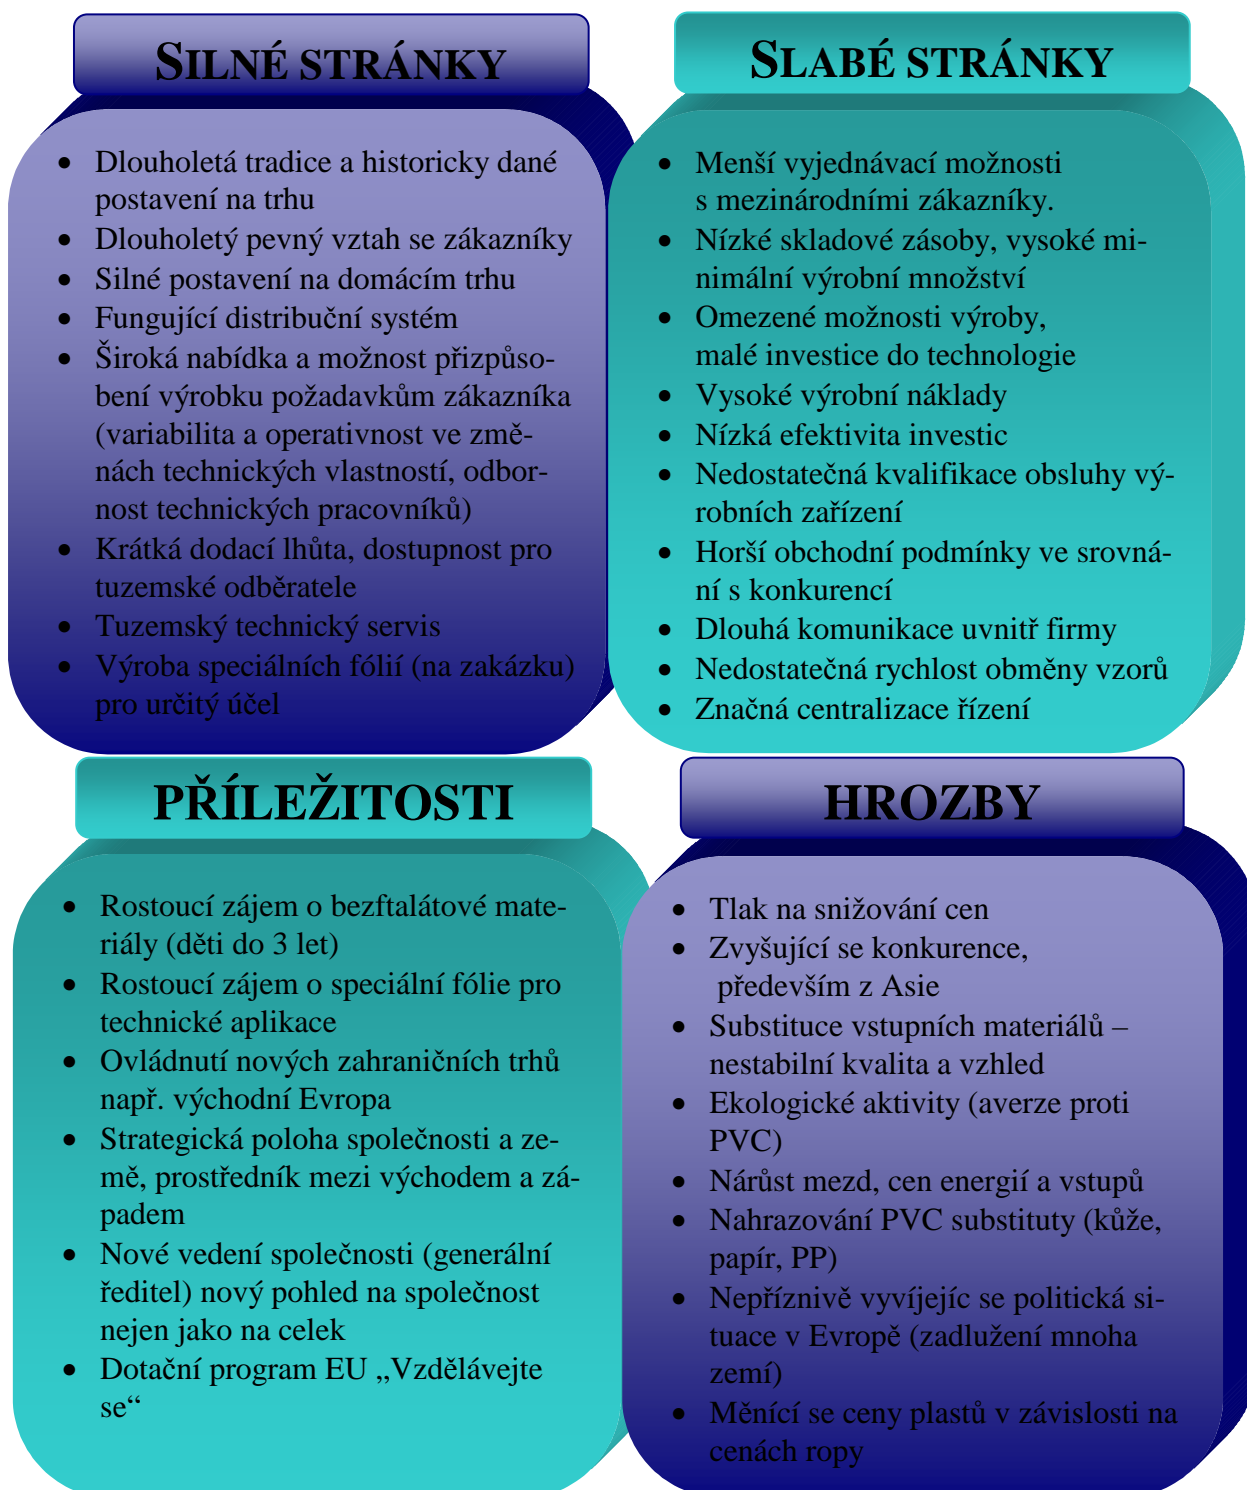 SILNÉ STRÁNKY
• Dlouholetá tradice a historicky dané
postavení na trhu
• Dlouholetý pevný vztah se zákazníky
• Silné postavení na domácím trhu
• Fungující distribuční systém
• Široká nabídka a možnost přizpůso-
bení výrobku požadavkům zákazníka
(variabilita a operativnost ve změ-
nách technických vlastností, odbor-
nost technických pracovníků)
• Krátká dodací lhůta, dostupnost pro
tuzemské odběratele
• Tuzemský technický servis
• Výroba speciálních fólií (na zakázku)
pro určitý účel
SLABÉ STRÁNKY
• Menší vyjednávací možnosti
s mezinárodními zákazníky.
• Nízké skladové zásoby, vysoké mi-
nimální výrobní množství
• Omezené možnosti výroby,
malé investice do technologie
• Vysoké výrobní náklady
• Nízká efektivita investic
• Nedostatečná kvalifikace obsluhy vý-
robních zařízení
• Horší obchodní podmínky ve srovná-
ní s konkurencí
• Dlouhá komunikace uvnitř firmy
• Nedostatečná rychlost obměny vzorů
• Značná centralizace řízení
PŘÍLEŽITOSTI
• Rostoucí zájem o bezftalátové mate-
riály (děti do 3 let)
• Rostoucí zájem o speciální fólie pro
technické aplikace
• Ovládnutí nových zahraničních trhů
např. východní Evropa
• Strategická poloha společnosti a ze-
mě, prostředník mezi východem a zá-
padem
• Nové vedení společnosti (generální
ředitel) nový pohled na společnost
nejen jako na celek
• Dotační program EU „Vzdělávejte
se“
HROZBY
• Tlak na snižování cen
• Zvyšující se konkurence,
především z Asie
• Substituce vstupních materiálů –
nestabilní kvalita a vzhled
• Ekologické aktivity (averze proti
PVC)
• Nárůst mezd, cen energií a vstupů
• Nahrazování PVC substituty (kůže,
papír, PP)
• Nepříznivě vyvíjejíc se politická si-
tuace v Evropě (zadlužení mnoha
zemí)
• Měnící se ceny plastů v závislosti na
cenách ropy